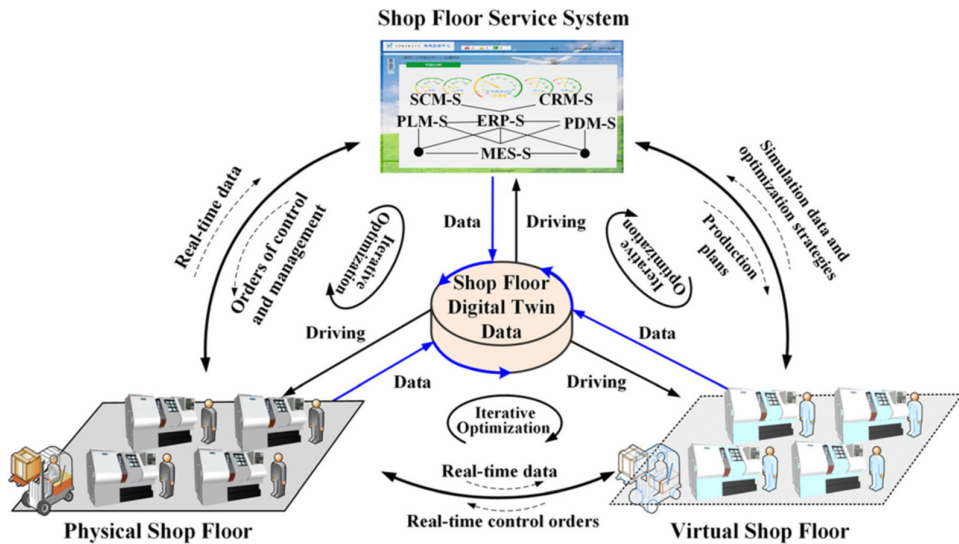 Shop Floor Service System
SCM-S
CRM-S
PLM-S
ERP-S
PDM-S
MES-S
Real-time data
Orders of control
and management
Iterative
Optimization
Data
Driving
Iterative
Optimization
Production
plans
Simulation data and
optimization strategies
Shop Floor
Digital Twin
Data
Driving
Data
Data
Driving
Iterative
Optimization
Real-time data
Real-time control orders
Physical Shop Floor
Virtual Shop Floor